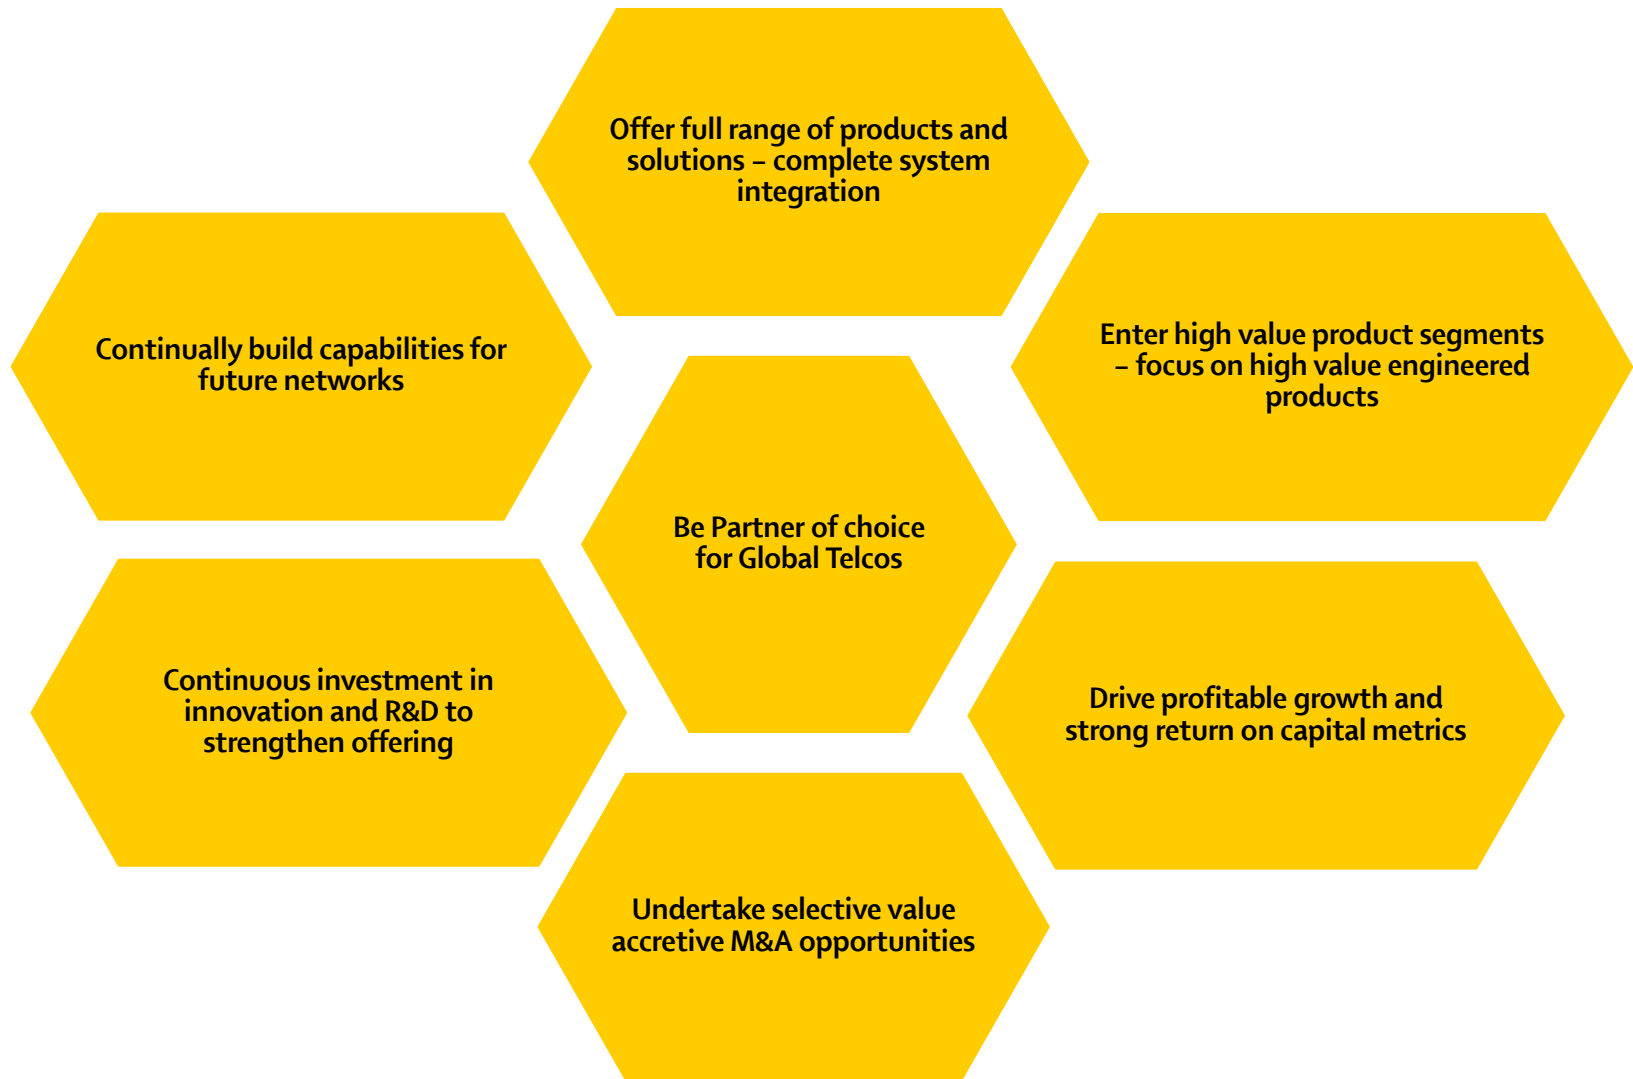 Offer full range of products and
solutions – complete system
integration
Continually build capabilities for
future networks
Enter high value product segments
– focus on high value engineered
products
Be Partner of choice
for Global Telcos
Continuous investment in
innovation and R&D to
strengthen offering
Drive profitable growth and
strong return on capital metrics
Undertake selective value
accretive M&A opportunities